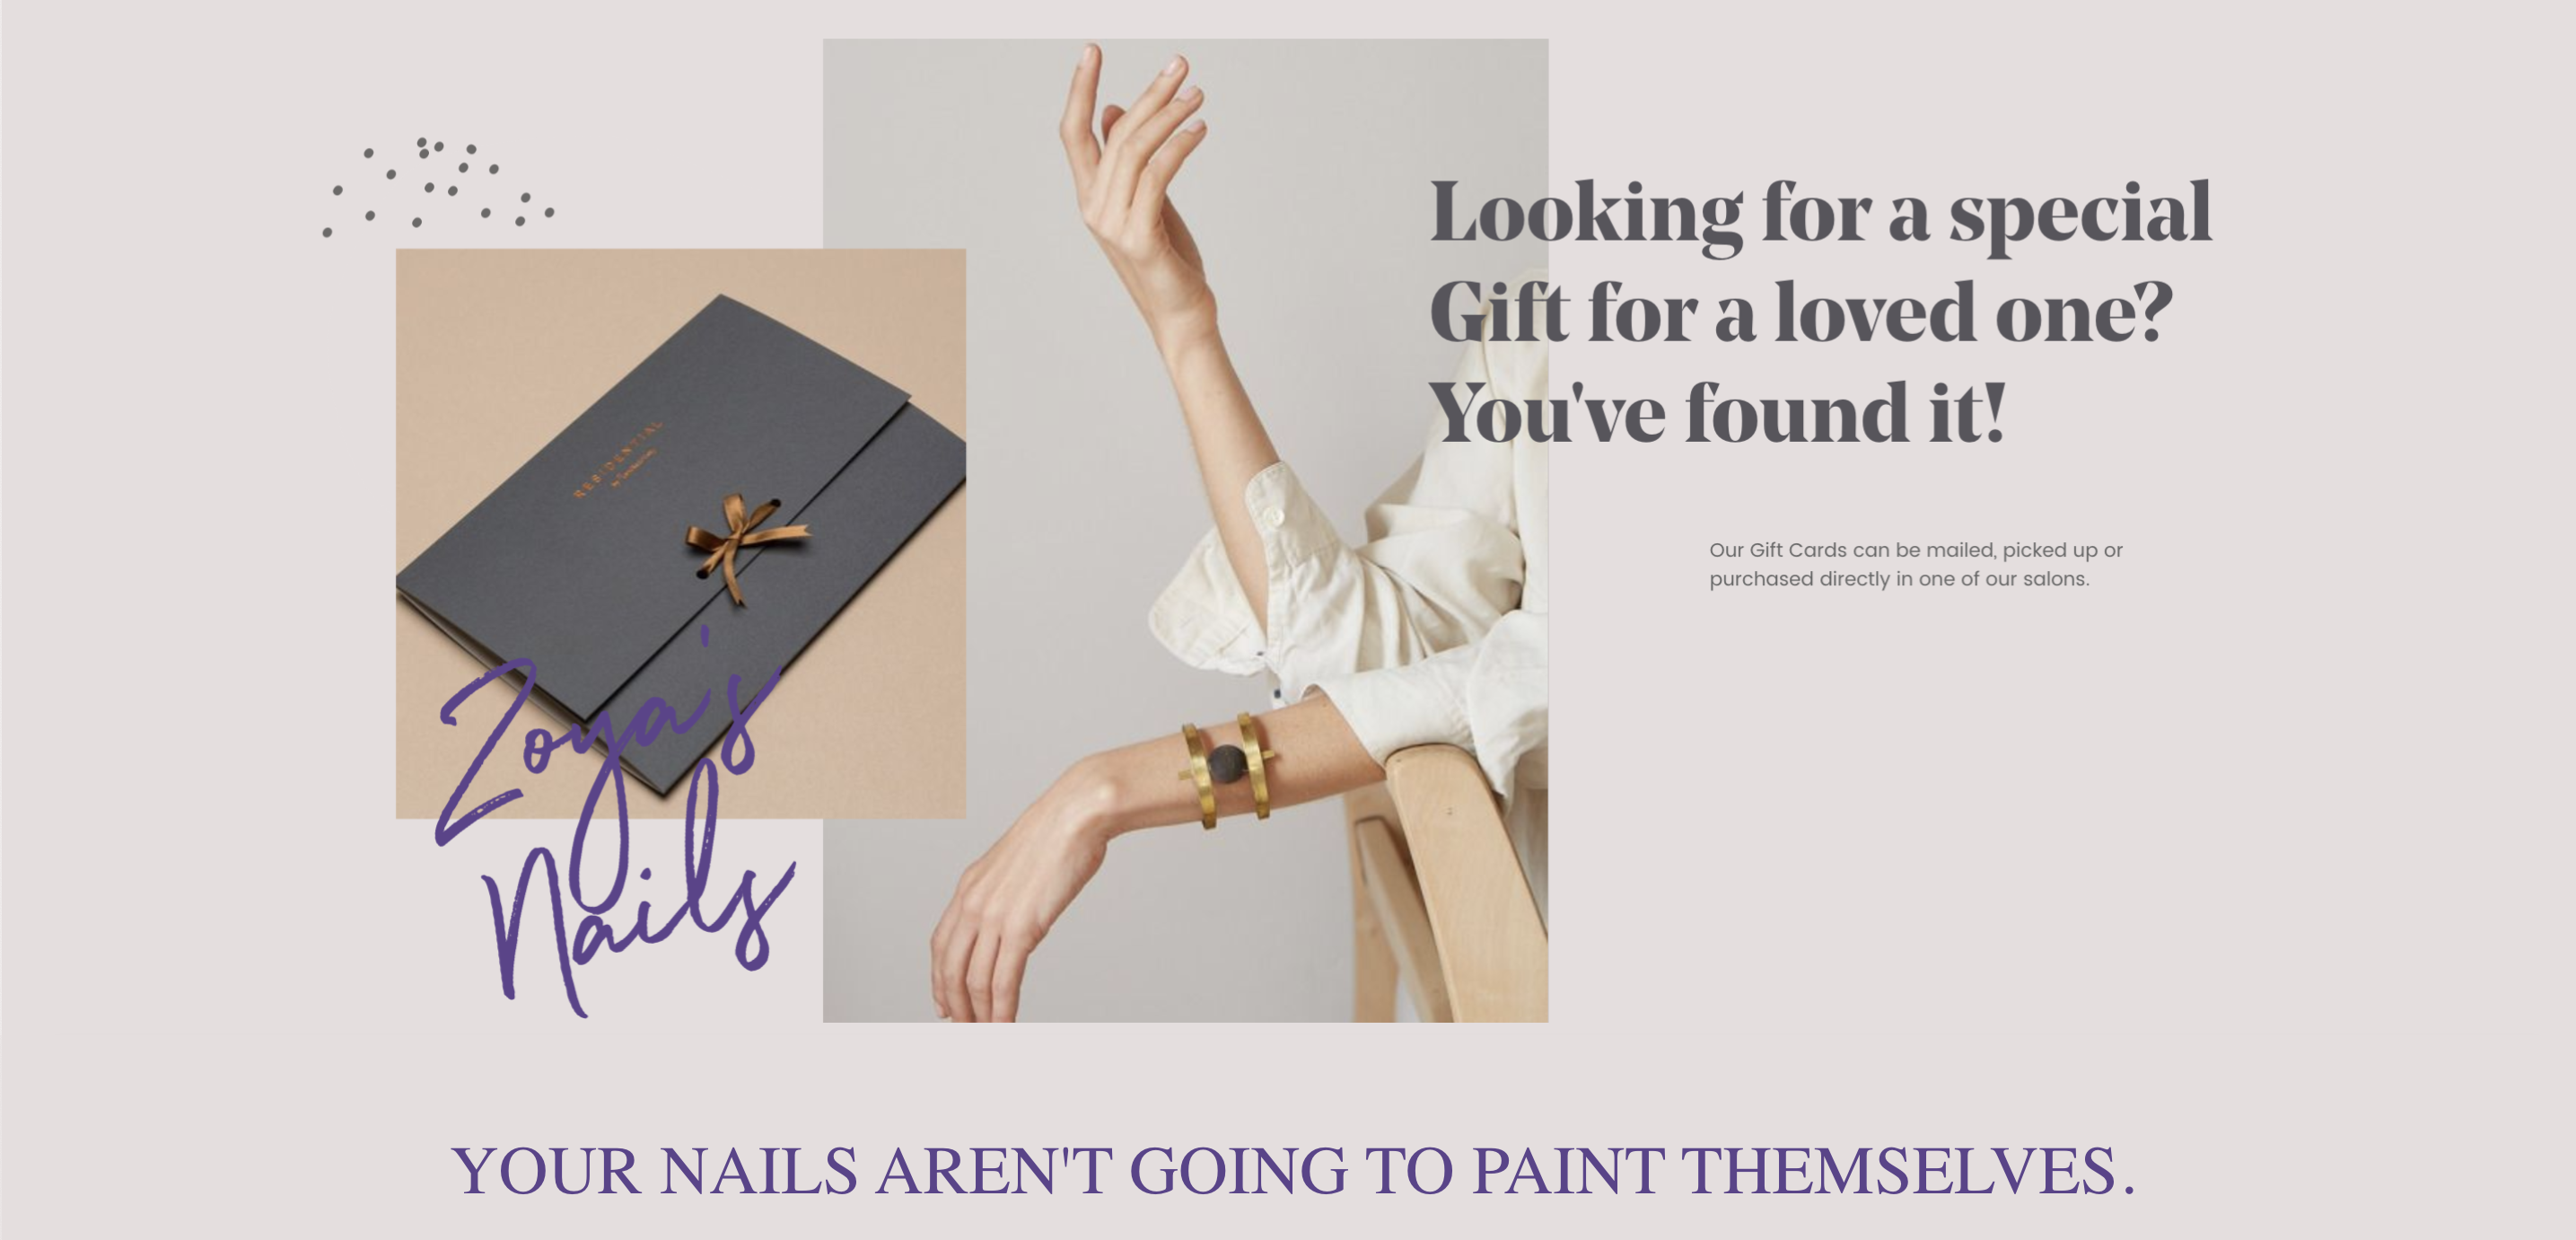 Looking for a special
Gift for a loved one?
You've found it!
RESIDENTIAL
Our Gift Cards can be mailed, picked up or
purchased directly in one of our salons.
Zoya's
Nails
YOUR NAILS AREN'T GOING TO PAINT THEMSELVES.